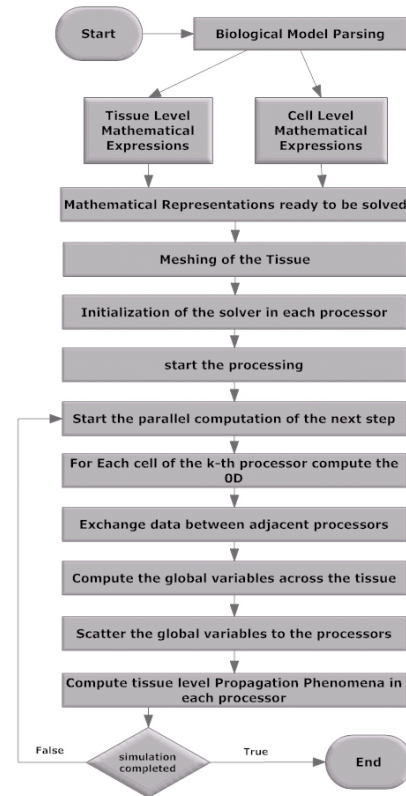 Start
Biological Model Parsing
Tissue Level
Mathematical
Expressions
Cell Level
Mathematical
Expressions
Mathematical Representations ready to be solved
Meshing of the Tissue
Initialization of the solver in each processor
start the processing
Start the parallel computation of the next step
For Each cell of the k-th processor compute the
0D
Exchange data between adjacent processors
Compute the global variables across the tissue
Scatter the global variables to the processors
Compute tissue level Propagation Phenomena in
each processor
False
simulation
completed
True
End